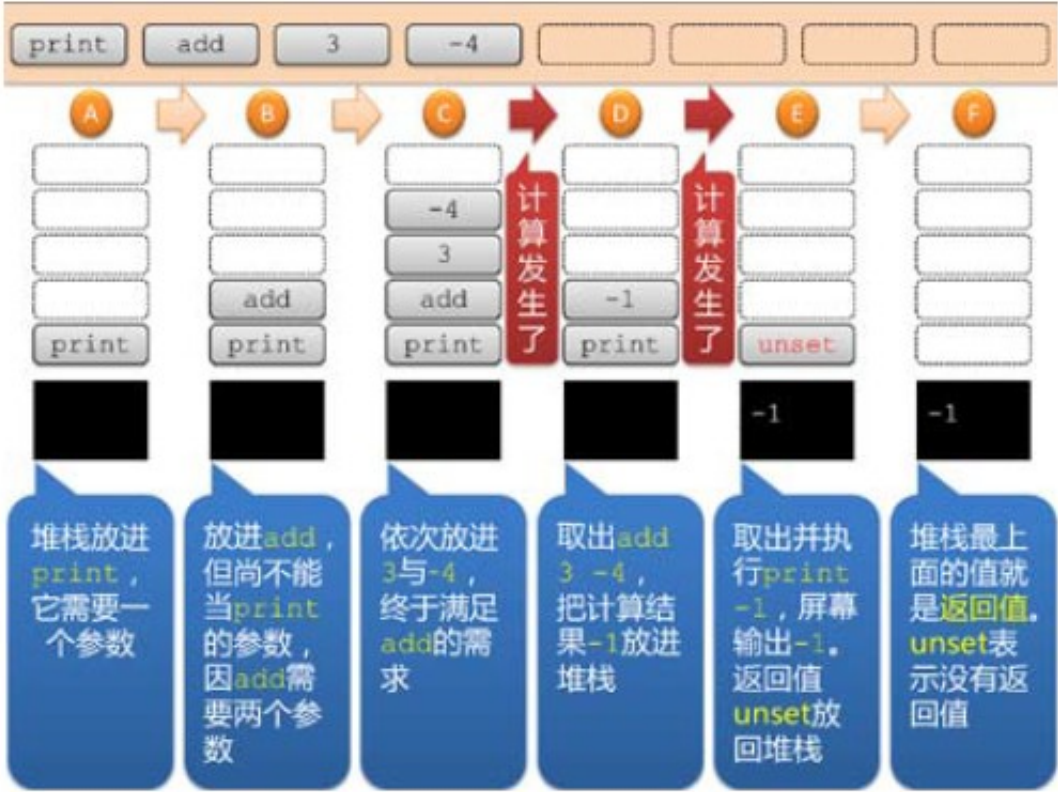 print add 3 -4
A B C D E F
-4
3
add add -1
print print print print unset
计算发生了
计算发生了
-1 -1
堆栈放进
print，
它需要一
个参数
放进add，
但尚不能
当print
的参数，
因add需
要两个参
数
依次放进
3与-4，
终于满足
add的需
求
取出add
3 -4，
把计算结
果-1放进
堆栈
取出并执
行print
-1，屏幕
输出-1。
返回值
unset放
回堆栈
堆栈最上
面的值就
是返回值。
unset表
示没有返
回值